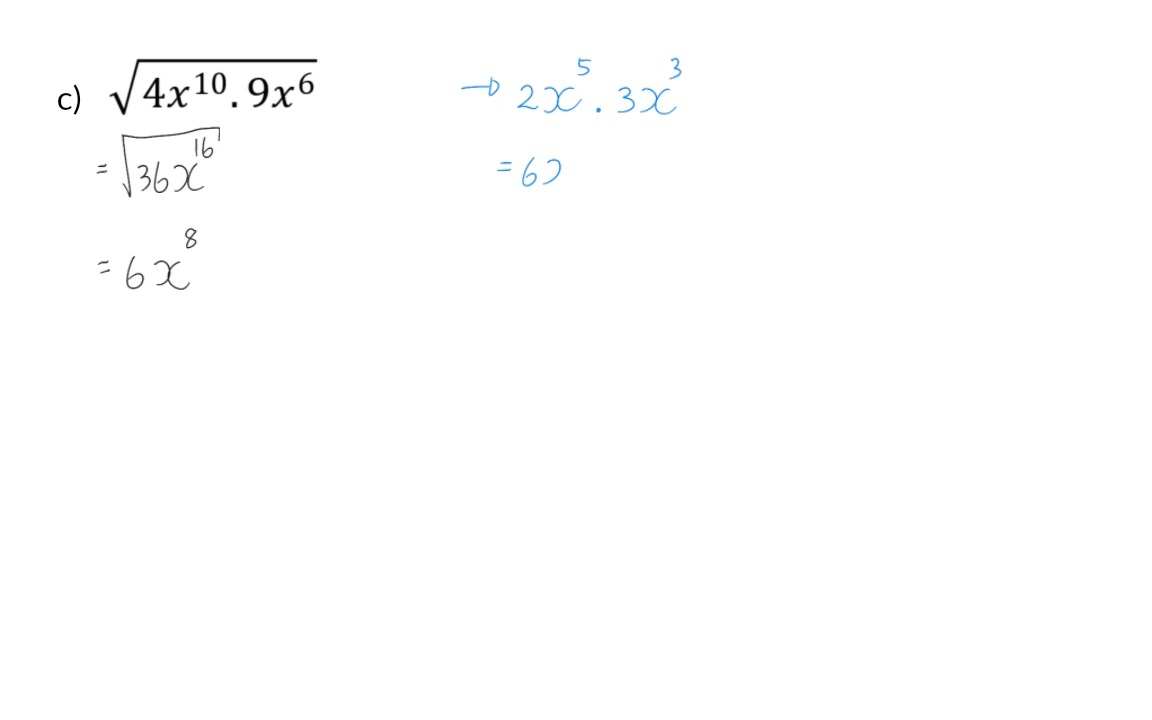 c) √4x¹⁰.9x⁶
= √36x¹⁶
= 6x⁸
→ 2x⁵ . 3x³
= 6